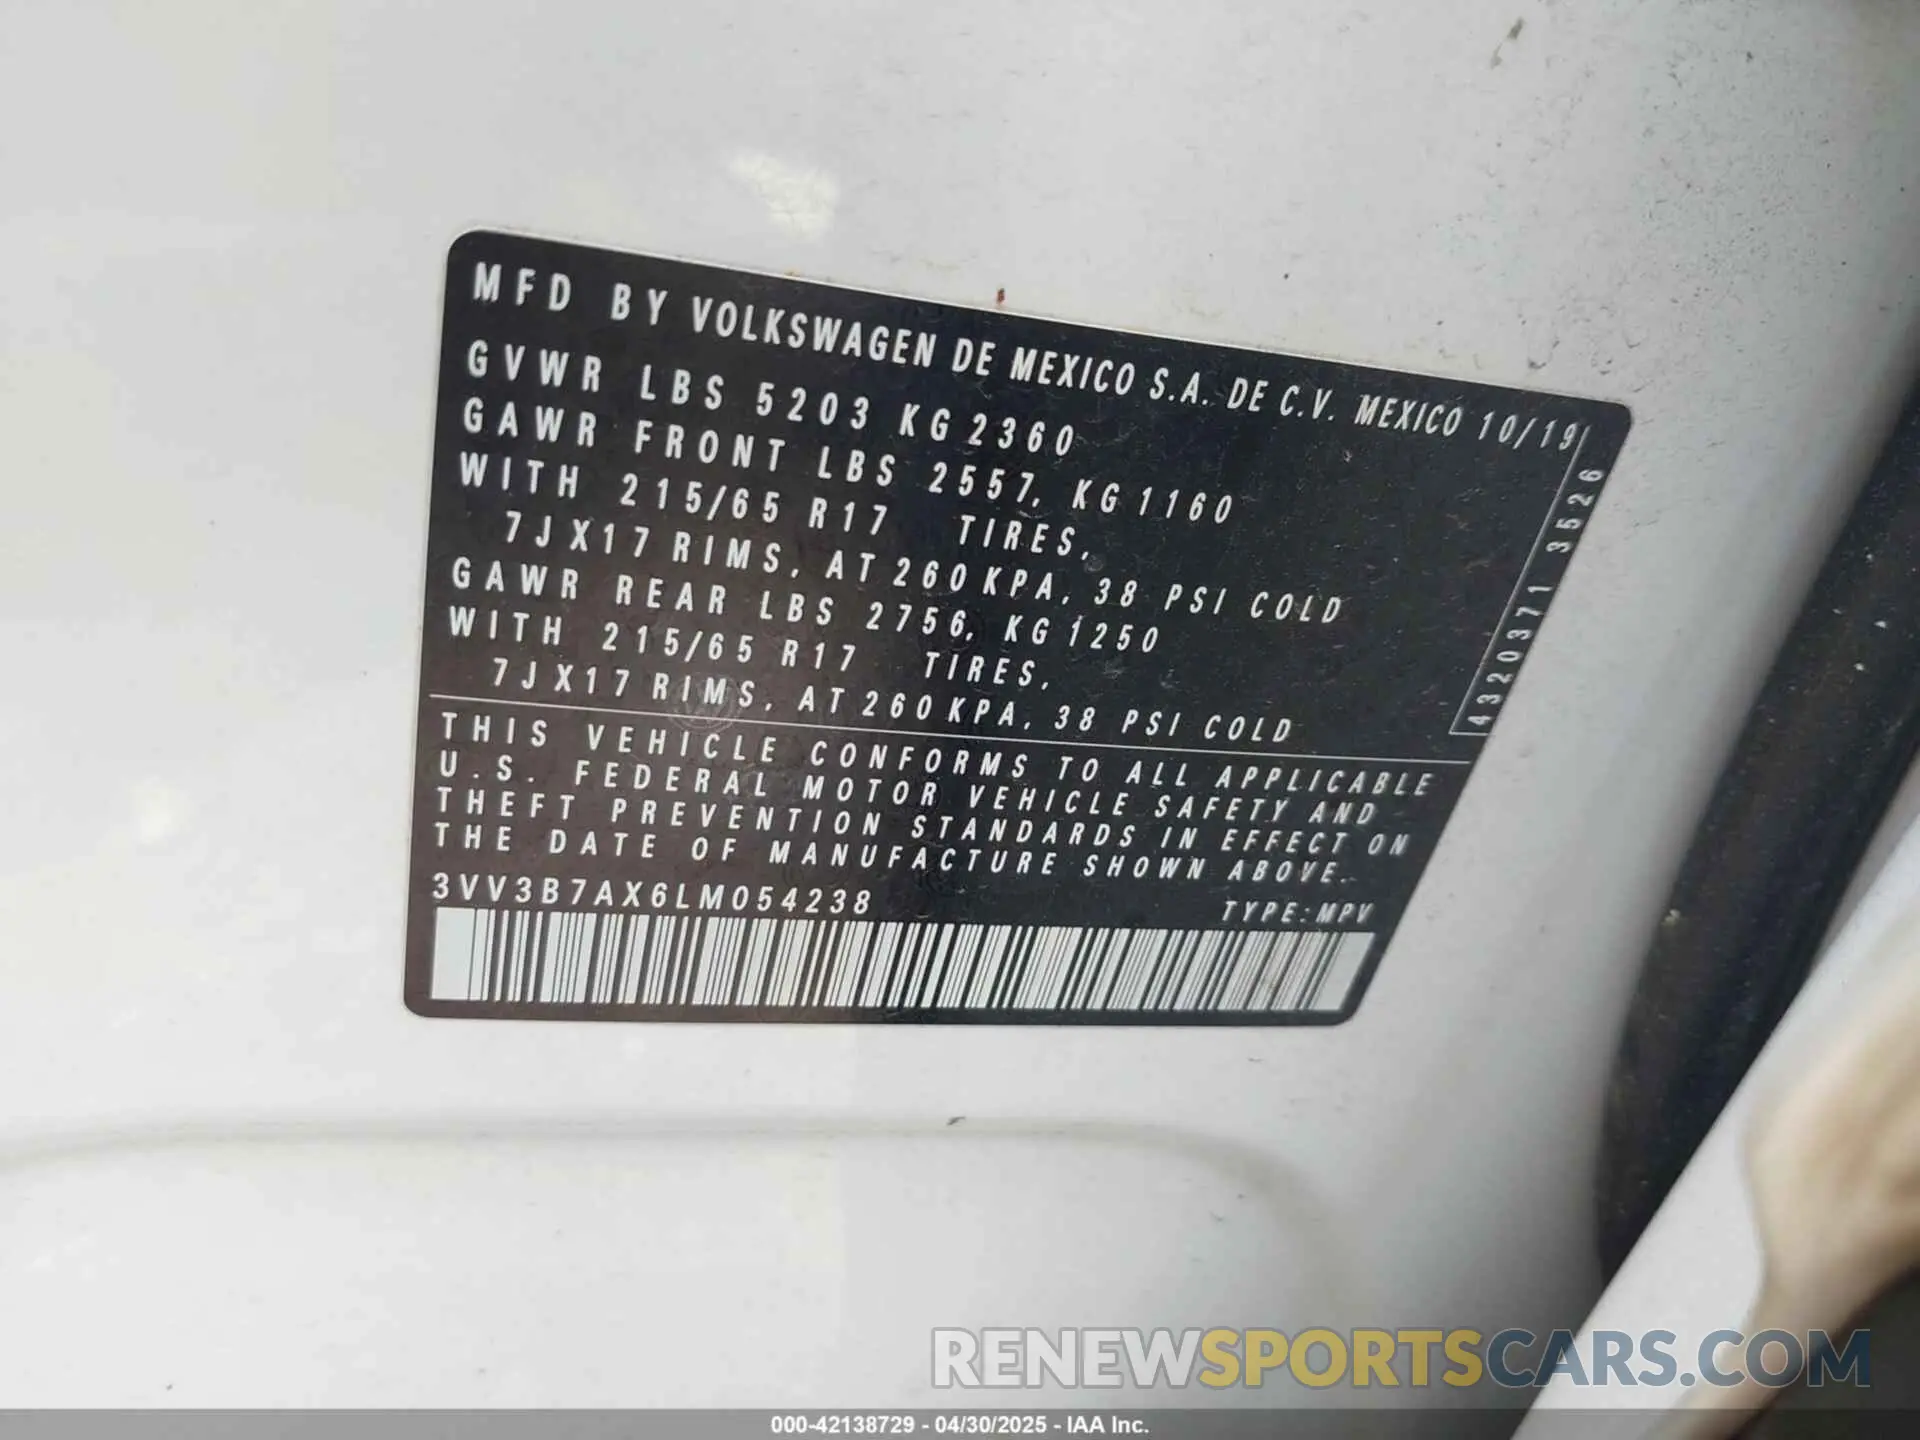 MFD BY VOLKSWAGEN DE MEXICO S.A. DE C.V. MEXICO 10/19
GVWR LBS 5203 KG 2360
GAWR FRONT LBS 2557, KG 1160
WITH 215/65 R17 TIRES,
7JX17 RIMS, AT 260 KPA, 38 PSI COLD
GAWR REAR LBS 2756, KG 1250
WITH 215/65 R17 TIRES,
7JX17 RIMS, AT 260 KPA, 38 PSI COLD
4320371 3526
THIS VEHICLE CONFORMS TO ALL APPLICABLE
U.S. FEDERAL MOTOR VEHICLE SAFETY AND
THEFT PREVENTION STANDARDS IN EFFECT ON
THE DATE OF MANUFACTURE SHOWN ABOVE.
3VV3B7AX6LM054238 TYPE: MPV
RENEWSPORTSCARS.COM
000-42138729 - 04/30/2025 - IAA Inc.